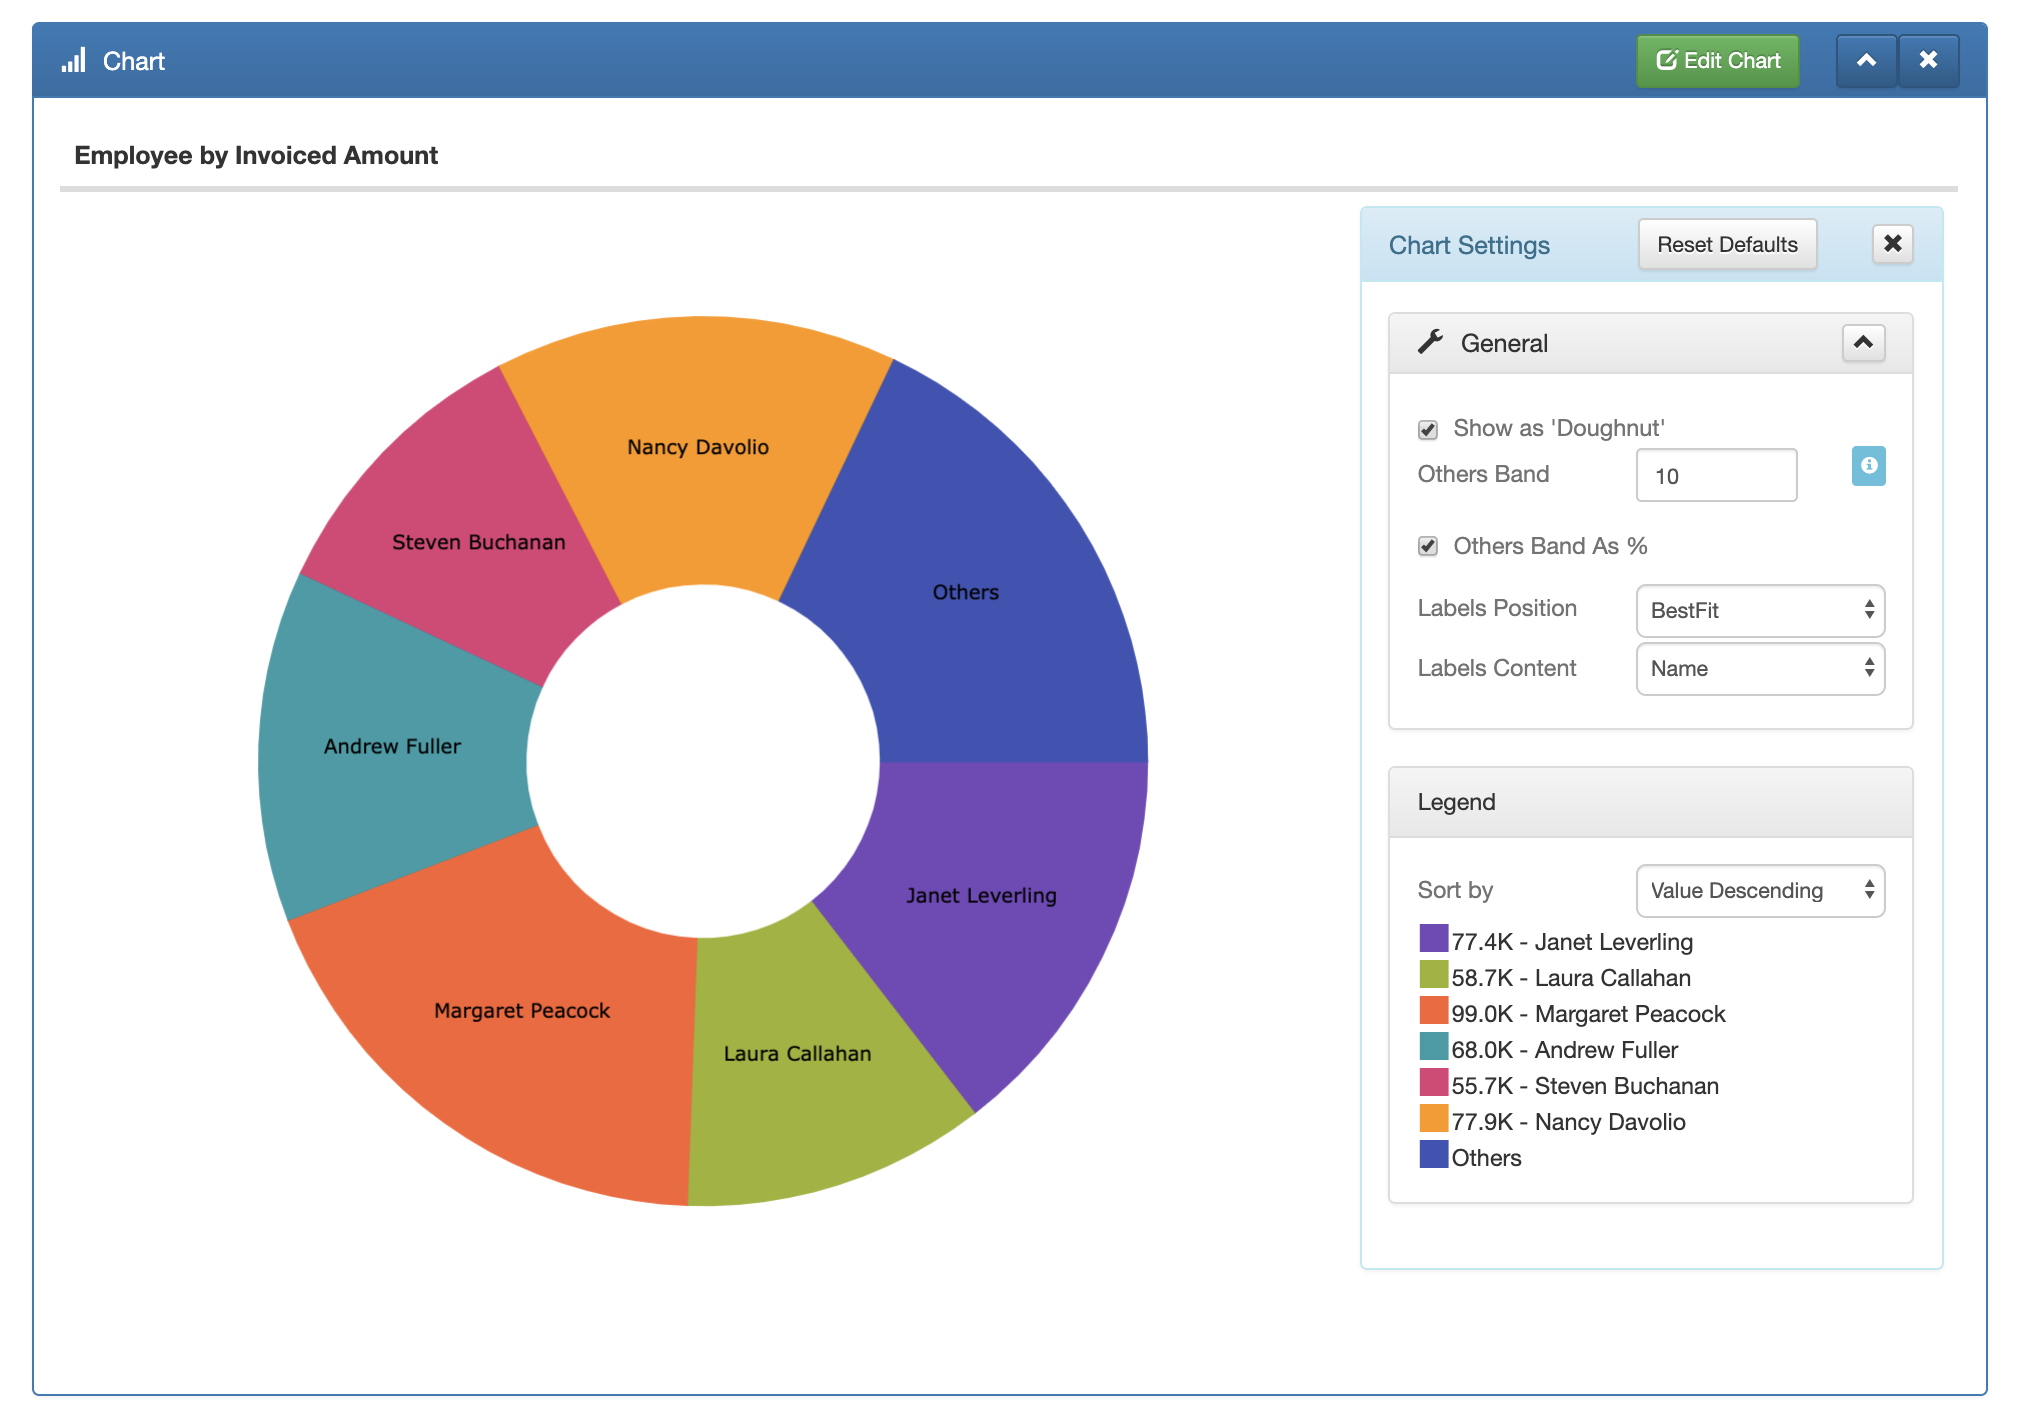 Chart
Edit Chart
Employee by Invoiced Amount
Chart Settings
Reset Defaults
General
Show as 'Doughnut'
Others Band
10
Others Band As %
Labels Position
BestFit
Labels Content
Name
Legend
Sort by
Value Descending
77.4K - Janet Leverling
58.7K - Laura Callahan
99.0K - Margaret Peacock
68.0K - Andrew Fuller
55.7K - Steven Buchanan
77.9K - Nancy Davolio
Others
Nancy Davolio
Steven Buchanan
Others
Andrew Fuller
Janet Leverling
Margaret Peacock
Laura Callahan